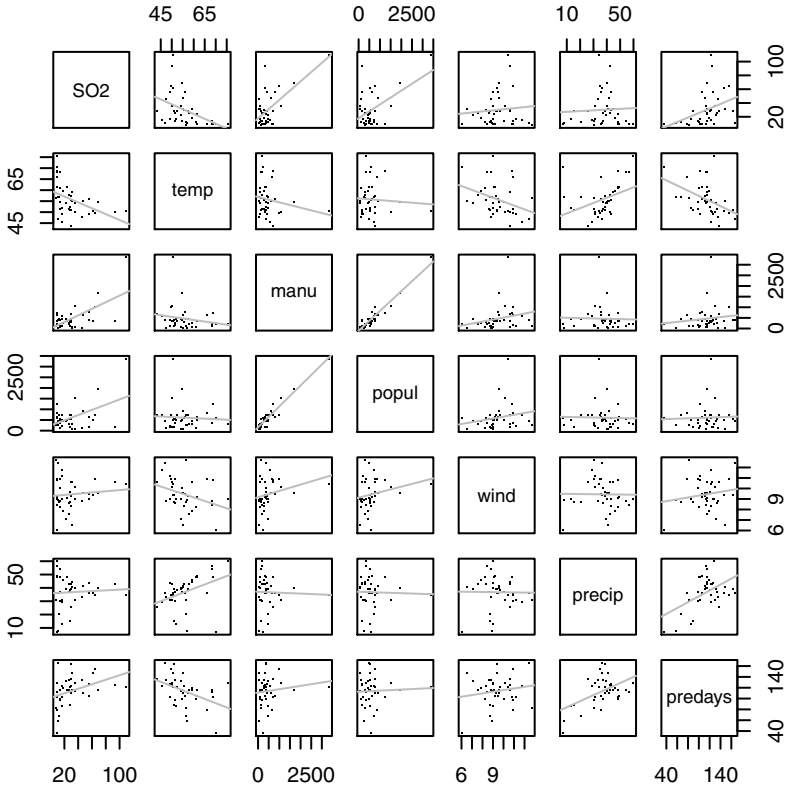 45 65 0 2500 10 50
SO2 20 100
45 65 temp
manu 0 2500
0 2500 popul
wind 6 9
10 50 precip
predays 40 140
20 100 0 2500 6 9 40 140